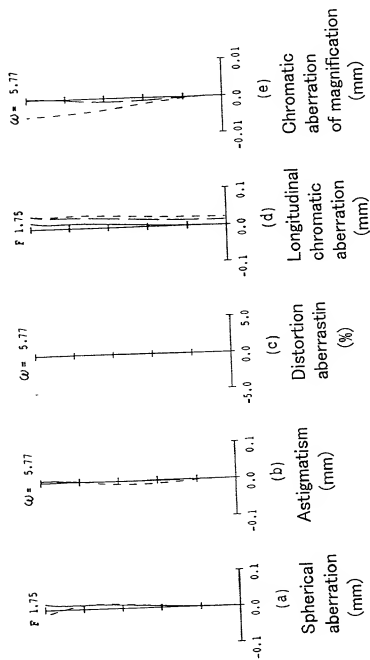 F 1.75
-0.1 0.0 0.1
(a)
Spherical
aberration
(mm)
ω= 5.77
-0.1 0.0 0.1
(b)
Astigmatism
(mm)
ω= 5.77
-5.0 0.0 5.0
(c)
Distortion
aberrastin
(%)
F 1.75
-0.1 0.0 0.1
(d)
Longitudinal
chromatic
aberration
(mm)
ω= 5.77
-0.01 0.0 0.01
(e)
Chromatic
aberration
of magnification
(mm)